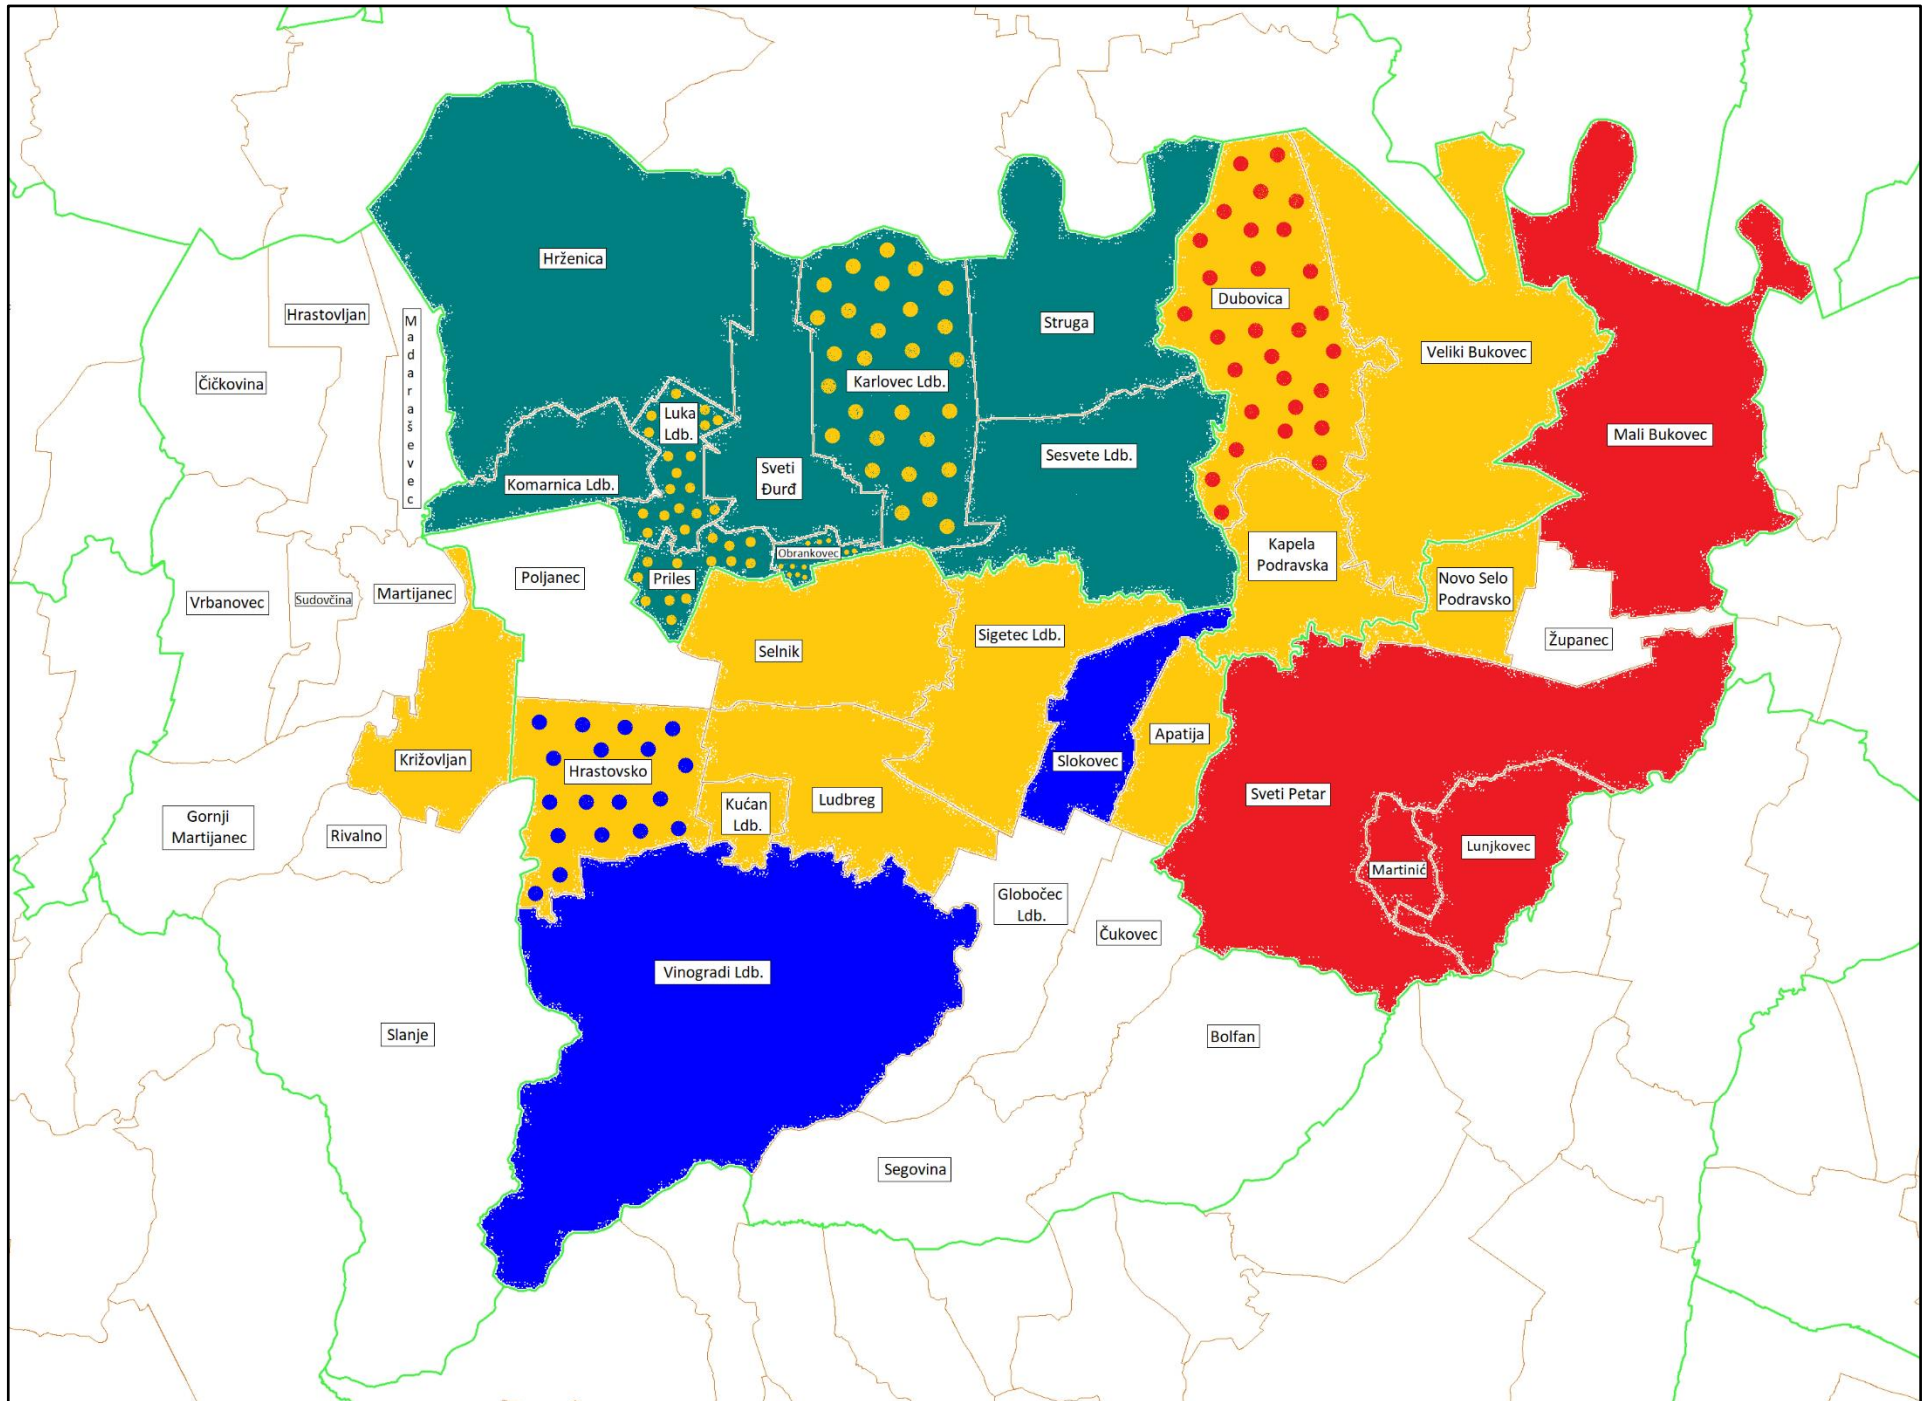 Hrženica
Hrastovljan
Madaraševec
Struga
Dubovica
Veliki Bukovec
Čičkovina
Karlovec Ldb.
Luka
Ldb.
Mali Bukovec
Sesvete Ldb.
Komarnica Ldb.
Sveti
Đurđ
Obrankovec
Kapela
Podravska
Poljanec
Priles
Novo Selo
Podravsko
Vrbanovec
Sudovčina
Martijanec
Sigetec Ldb.
Županec
Selnik
Apatija
Križovljan
Slokovec
Hrastovsko
Sveti Petar
Kućan
Ldb.
Ludbreg
Gornji
Martijanec
Rivalno
Lunjkovec
Martinić
Globočec
Ldb.
Čukovec
Vinogradi Ldb.
Slanje
Bolfan
Segovina